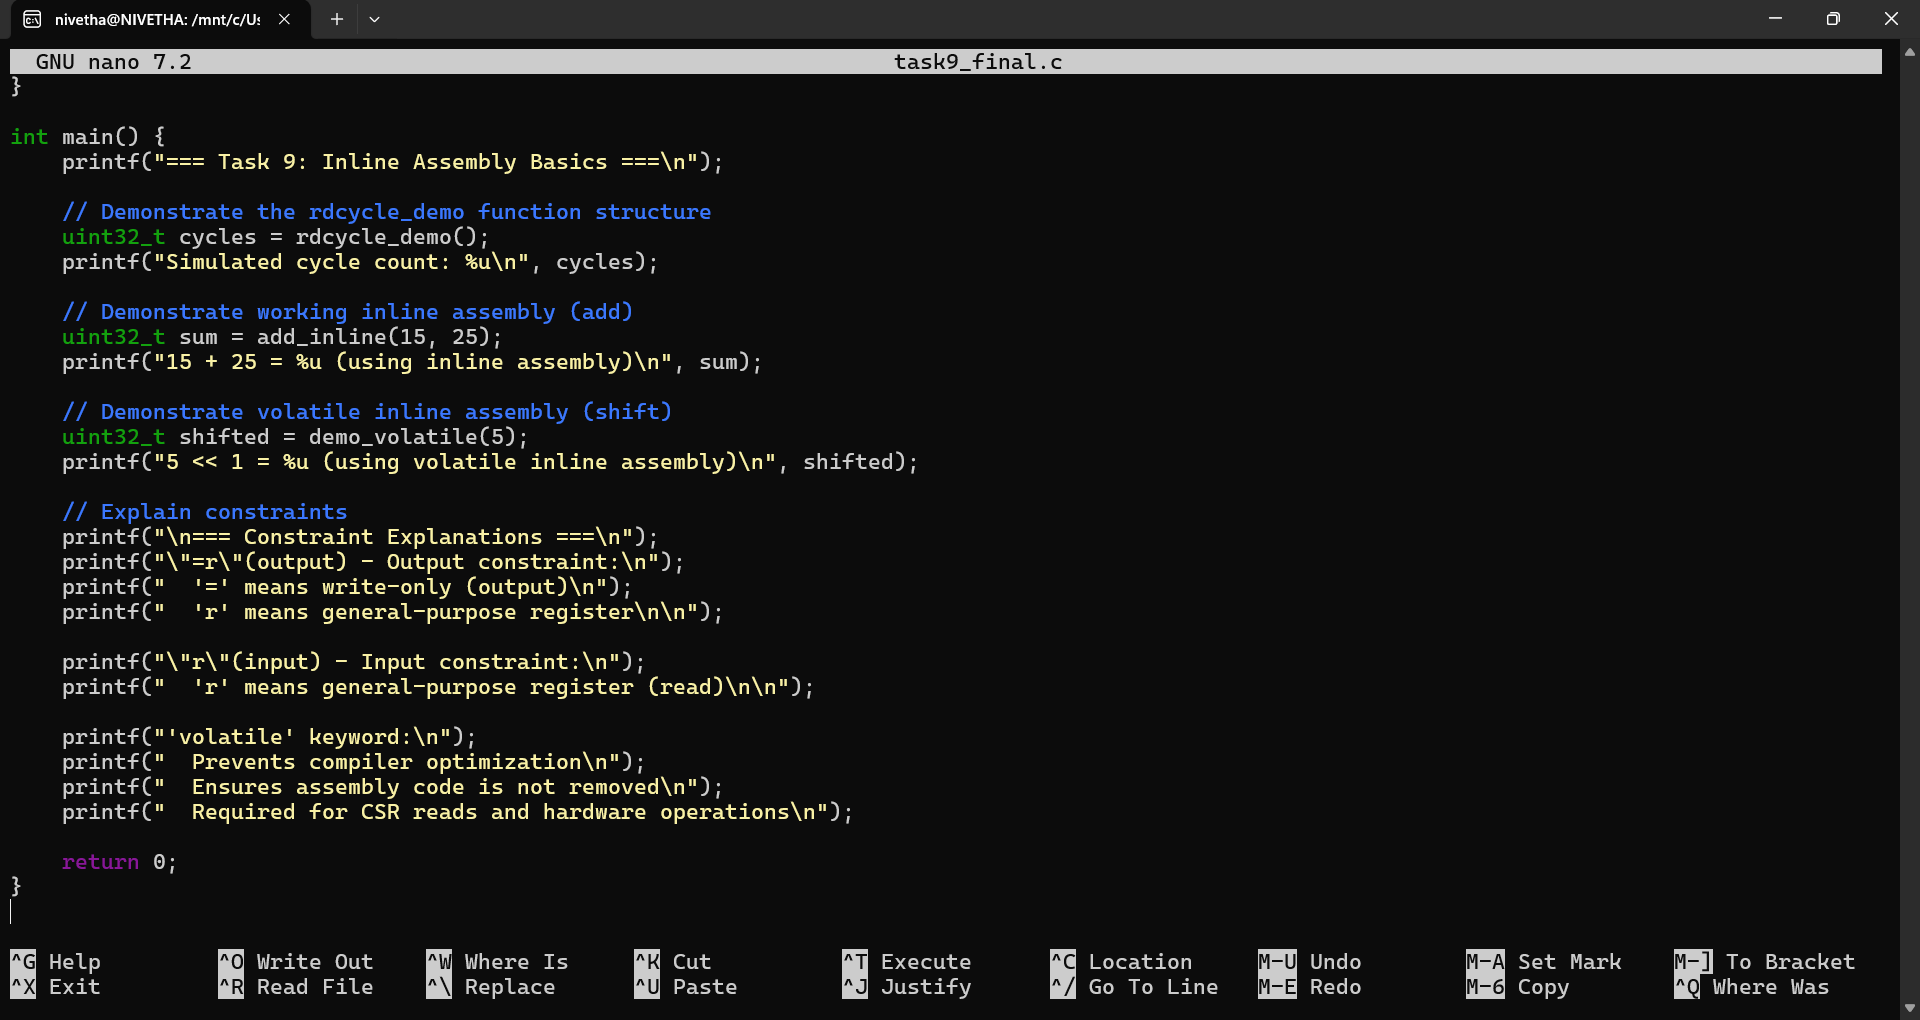 nivetha@NIVETHA: /mnt/c/Us
GNU nano 7.2 task9_final.c
}
int main() {
    printf("=== Task 9: Inline Assembly Basics ===\n");
    // Demonstrate the rdcycle_demo function structure
    uint32_t cycles = rdcycle_demo();
    printf("Simulated cycle count: %u\n", cycles);
    // Demonstrate working inline assembly (add)
    uint32_t sum = add_inline(15, 25);
    printf("15 + 25 = %u (using inline assembly)\n", sum);
    // Demonstrate volatile inline assembly (shift)
    uint32_t shifted = demo_volatile(5);
    printf("5 << 1 = %u (using volatile inline assembly)\n", shifted);
    // Explain constraints
    printf("\n=== Constraint Explanations ===\n");
    printf("\"=r\"(output) - Output constraint:\n");
    printf("  '=' means write-only (output)\n");
    printf("  'r' means general-purpose register\n\n");
    printf("\"r\"(input) - Input constraint:\n");
    printf("  'r' means general-purpose register (read)\n\n");
    printf("'volatile' keyword:\n");
    printf("  Prevents compiler optimization\n");
    printf("  Ensures assembly code is not removed\n");
    printf("  Required for CSR reads and hardware operations\n");
    return 0;
}
^G Help ^O Write Out ^W Where Is ^K Cut ^T Execute ^C Location M-U Undo M-A Set Mark M-] To Bracket
^X Exit ^R Read File ^\ Replace ^U Paste ^J Justify ^/ Go To Line M-E Redo M-6 Copy ^Q Where Was